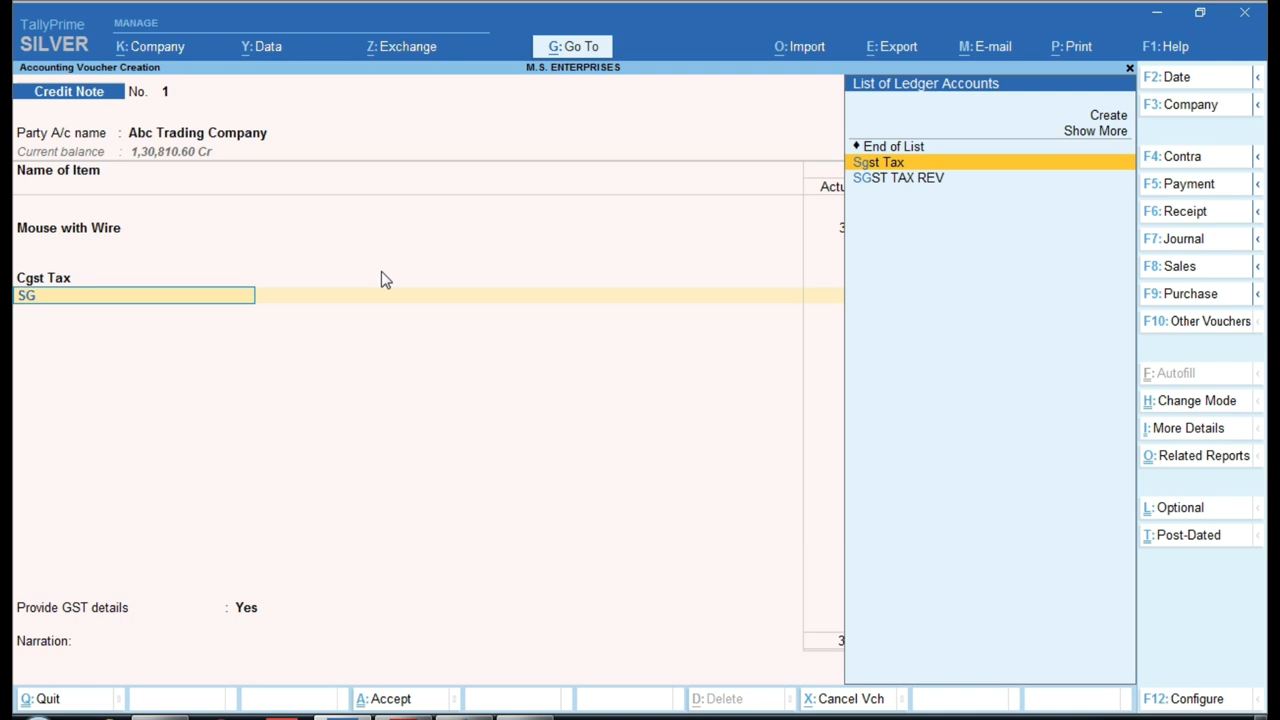 TallyPrime
SILVER
MANAGE
K: Company
Y: Data
Z: Exchange
G: Go To
O: Import
E: Export
M: E-mail
P: Print
F1: Help
Accounting Voucher Creation
M.S. ENTERPRISES
Credit Note No. 1
Party A/c name : Abc Trading Company
Current balance : 1,30,810.60 Cr
Name of Item
Actu
Mouse with Wire
3
Cgst Tax
SG
Provide GST details : Yes
Narration:
3
List of Ledger Accounts
Create
Show More
♦ End of List
Sgst Tax
SGST TAX REV
F2: Date
F3: Company
F4: Contra
F5: Payment
F6: Receipt
F7: Journal
F8: Sales
F9: Purchase
F10: Other Vouchers
F: Autofill
H: Change Mode
I: More Details
O: Related Reports
L: Optional
T: Post-Dated
Q: Quit
A: Accept
D: Delete
X: Cancel Vch
F12: Configure